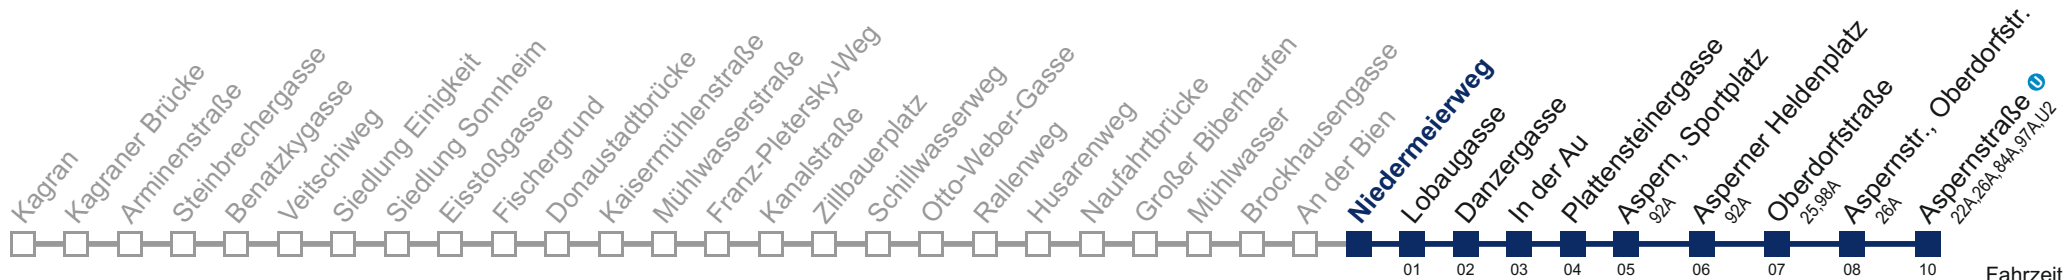 Kagran
Kagraner Brücke
Arminenstraße
Steinbrechergasse
Benatzkygasse
Veitschiweg
Siedlung Einigkeit
Siedlung Sonnheim
Eisstoßgasse
Fischergrund
Donaustadtbrücke
Kaisermühlenstraße
Mühlwasserstraße
Franz-Pletersky-Weg
Kanalstraße
Zillbauerplatz
Schillwasserweg
Otto-Weber-Gasse
Rallenweg
Husarenweg
Naufahrtbrücke
Großer Biberhaufen
Mühlwasser
Brockhausengasse
An der Bien
Niedermeierweg
Lobaugasse
Danzergasse
In der Au
Plattensteinergasse
Aspern, Sportplatz
92A
Asperner Heldenplatz
92A
Oberdorfstraße
25,98A
Aspernstr., Oberdorfstr.
26A
Aspernstraße U
22A,26A,84A,97A,U2
01 02 03 04 05 06 07 08 10
Fahrzeit